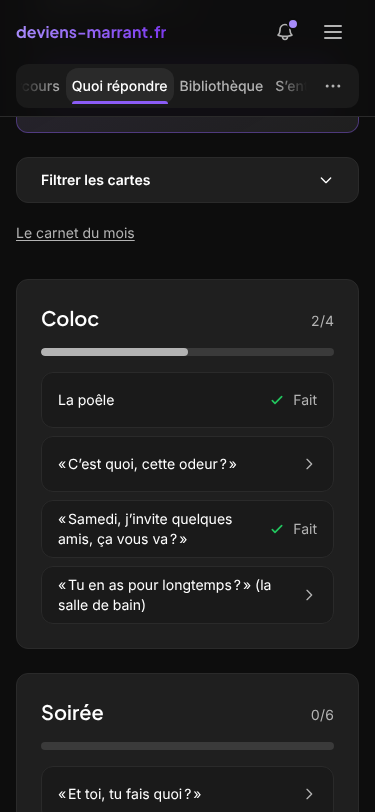 deviens-marrant.fr
cours Quoi répondre Bibliothèque S'en
Filtrer les cartes
Le carnet du mois
Coloc 2/4
La poêle Fait
« C'est quoi, cette odeur ? »
« Samedi, j'invite quelques
amis, ça vous va ? » Fait
« Tu en as pour longtemps ? » (la
salle de bain)
Soirée 0/6
« Et toi, tu fais quoi ? »